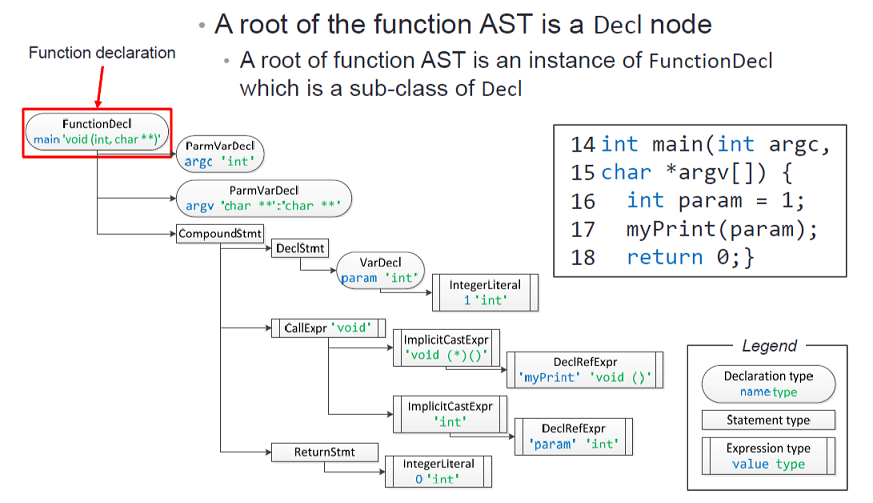 • A root of the function AST is a Decl node
Function declaration
• A root of function AST is an instance of FunctionDecl
which is a sub-class of Decl
FunctionDecl
main 'void (int, char **)'
ParmVarDecl
argc 'int'
ParmVarDecl
argv 'char **':'char **'
CompoundStmt
DeclStmt
VarDecl
param 'int'
IntegerLiteral
1 'int'
CallExpr 'void'
ImplicitCastExpr
'void (*)()'
DeclRefExpr
'myPrint' 'void ()'
ImplicitCastExpr
'int'
DeclRefExpr
'param' 'int'
ReturnStmt
IntegerLiteral
0 'int'
14 int main(int argc,
15 char *argv[]) {
16 int param = 1;
17 myPrint(param);
18 return 0;}
Legend
Declaration type
name type
Statement type
Expression type
value type